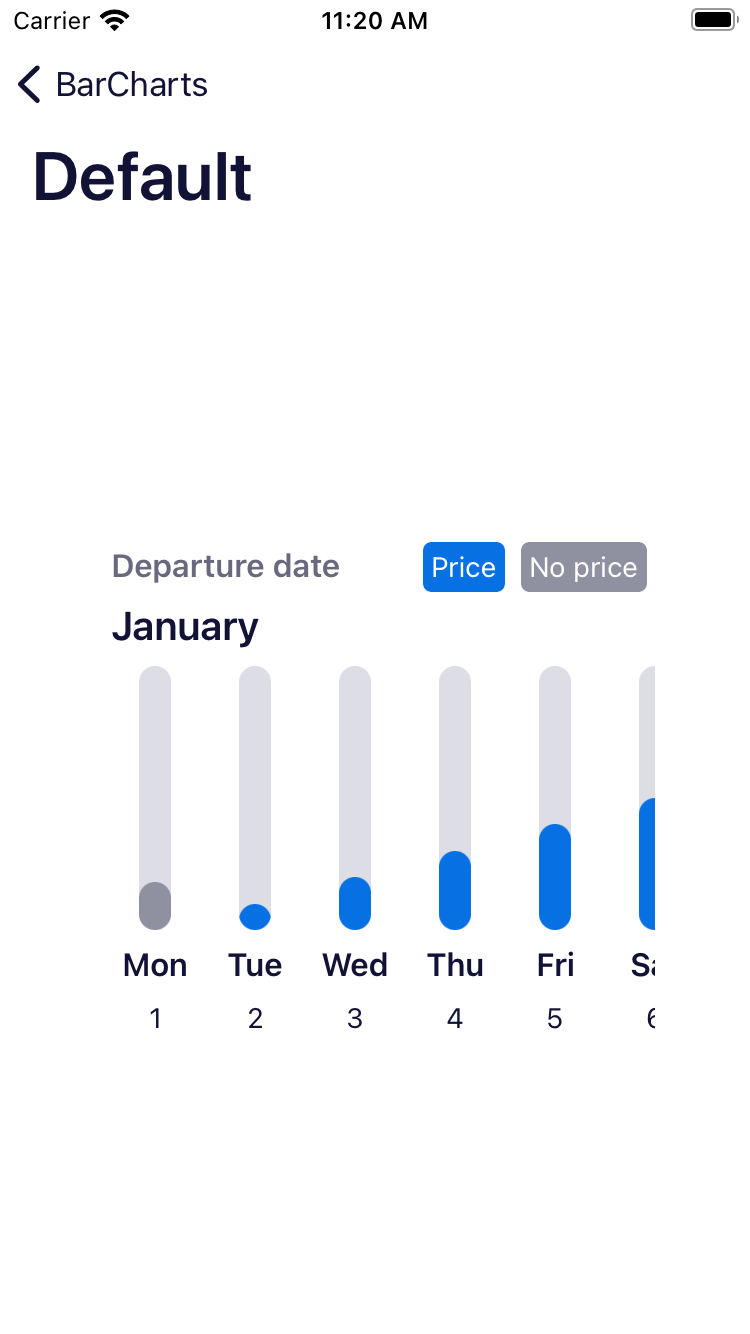 Carrier 11:20 AM
BarCharts
Default
Departure date Price No price
January
Mon Tue Wed Thu Fri
1 2 3 4 5